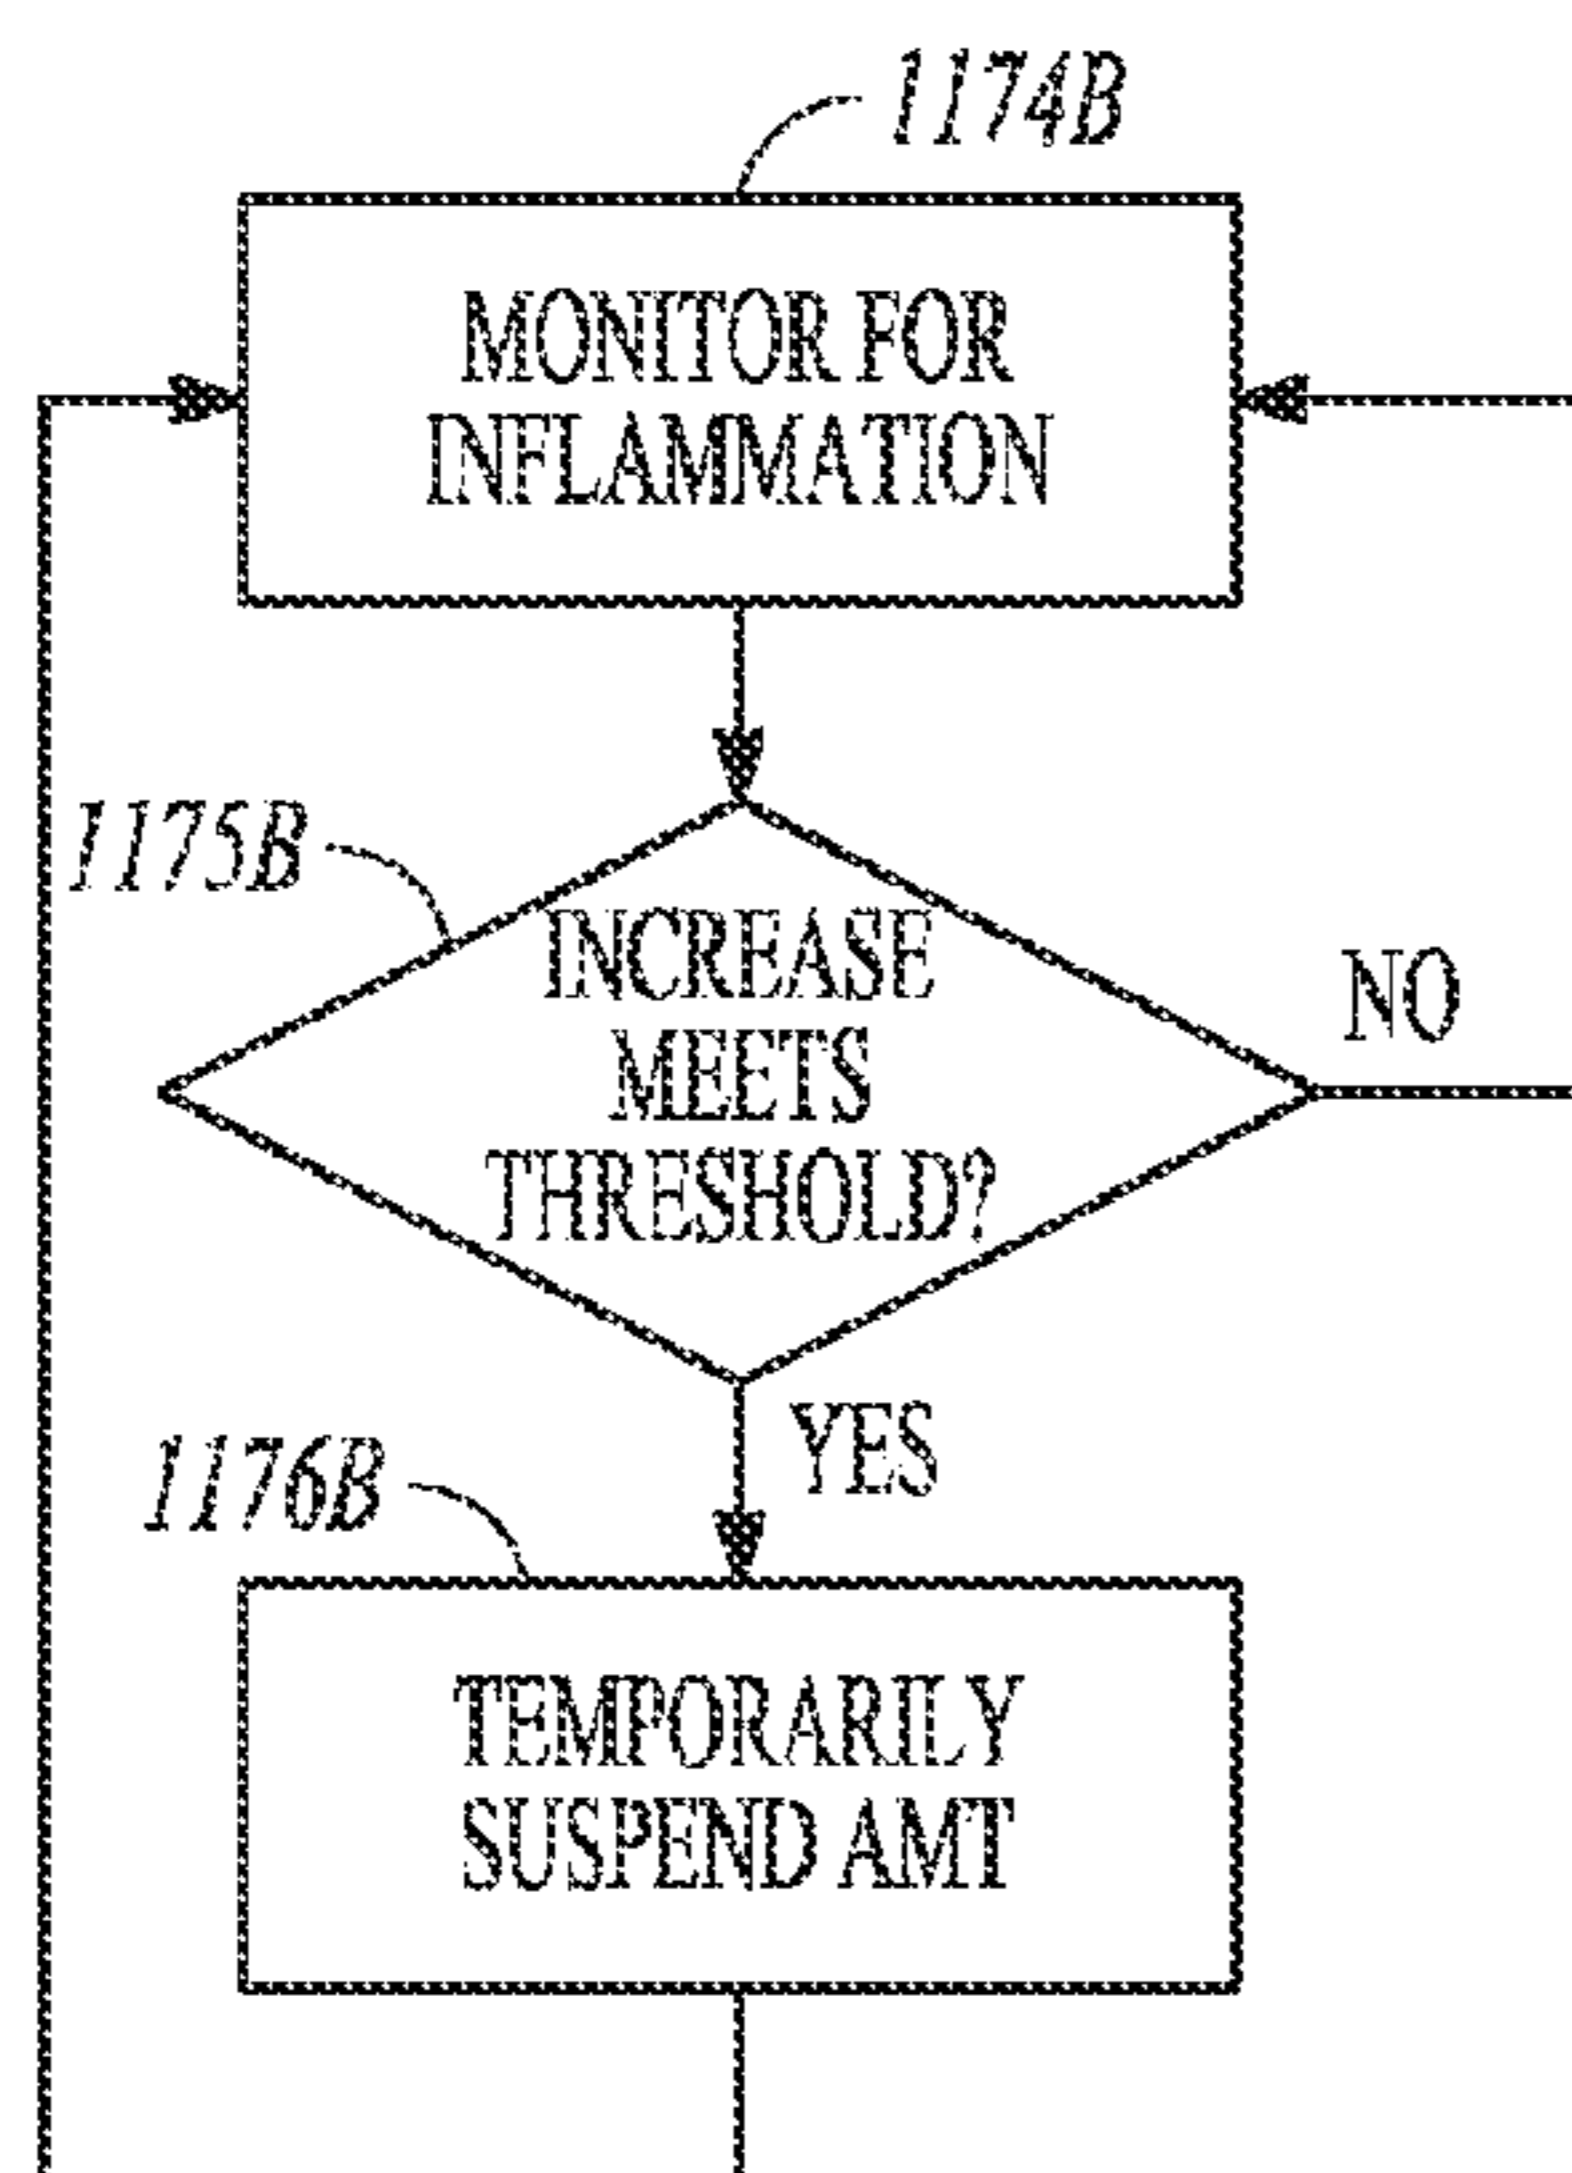 1174B
MONITOR FOR
INFLAMMATION
1175B
INCREASE
MEETS
THRESHOLD?
NO
YES
1176B
TEMPORARILY
SUSPEND AMT